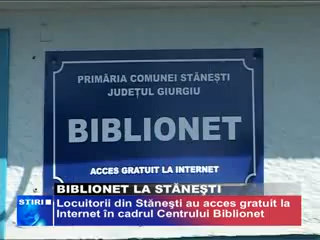 PRIMĂRIA COMUNEI STĂNEŞTI
JUDEŢUL GIURGIU
BIBLIONET
ACCES GRATUIT LA INTERNET
BIBLIONET LA STĂNEŞTI
STIRI
Locuitorii din Stăneşti au acces gratuit la
Internet în cadrul Centrului Biblionet